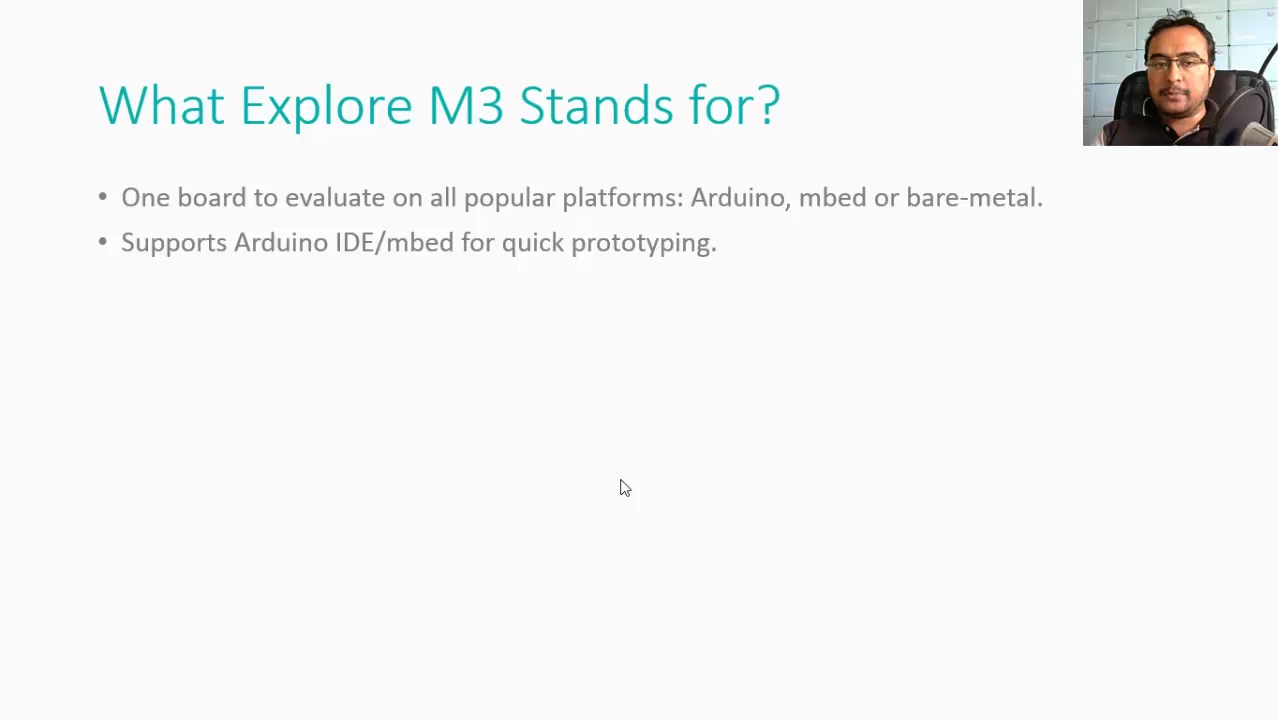 What Explore M3 Stands for?
• One board to evaluate on all popular platforms: Arduino, mbed or bare-metal.
• Supports Arduino IDE/mbed for quick prototyping.